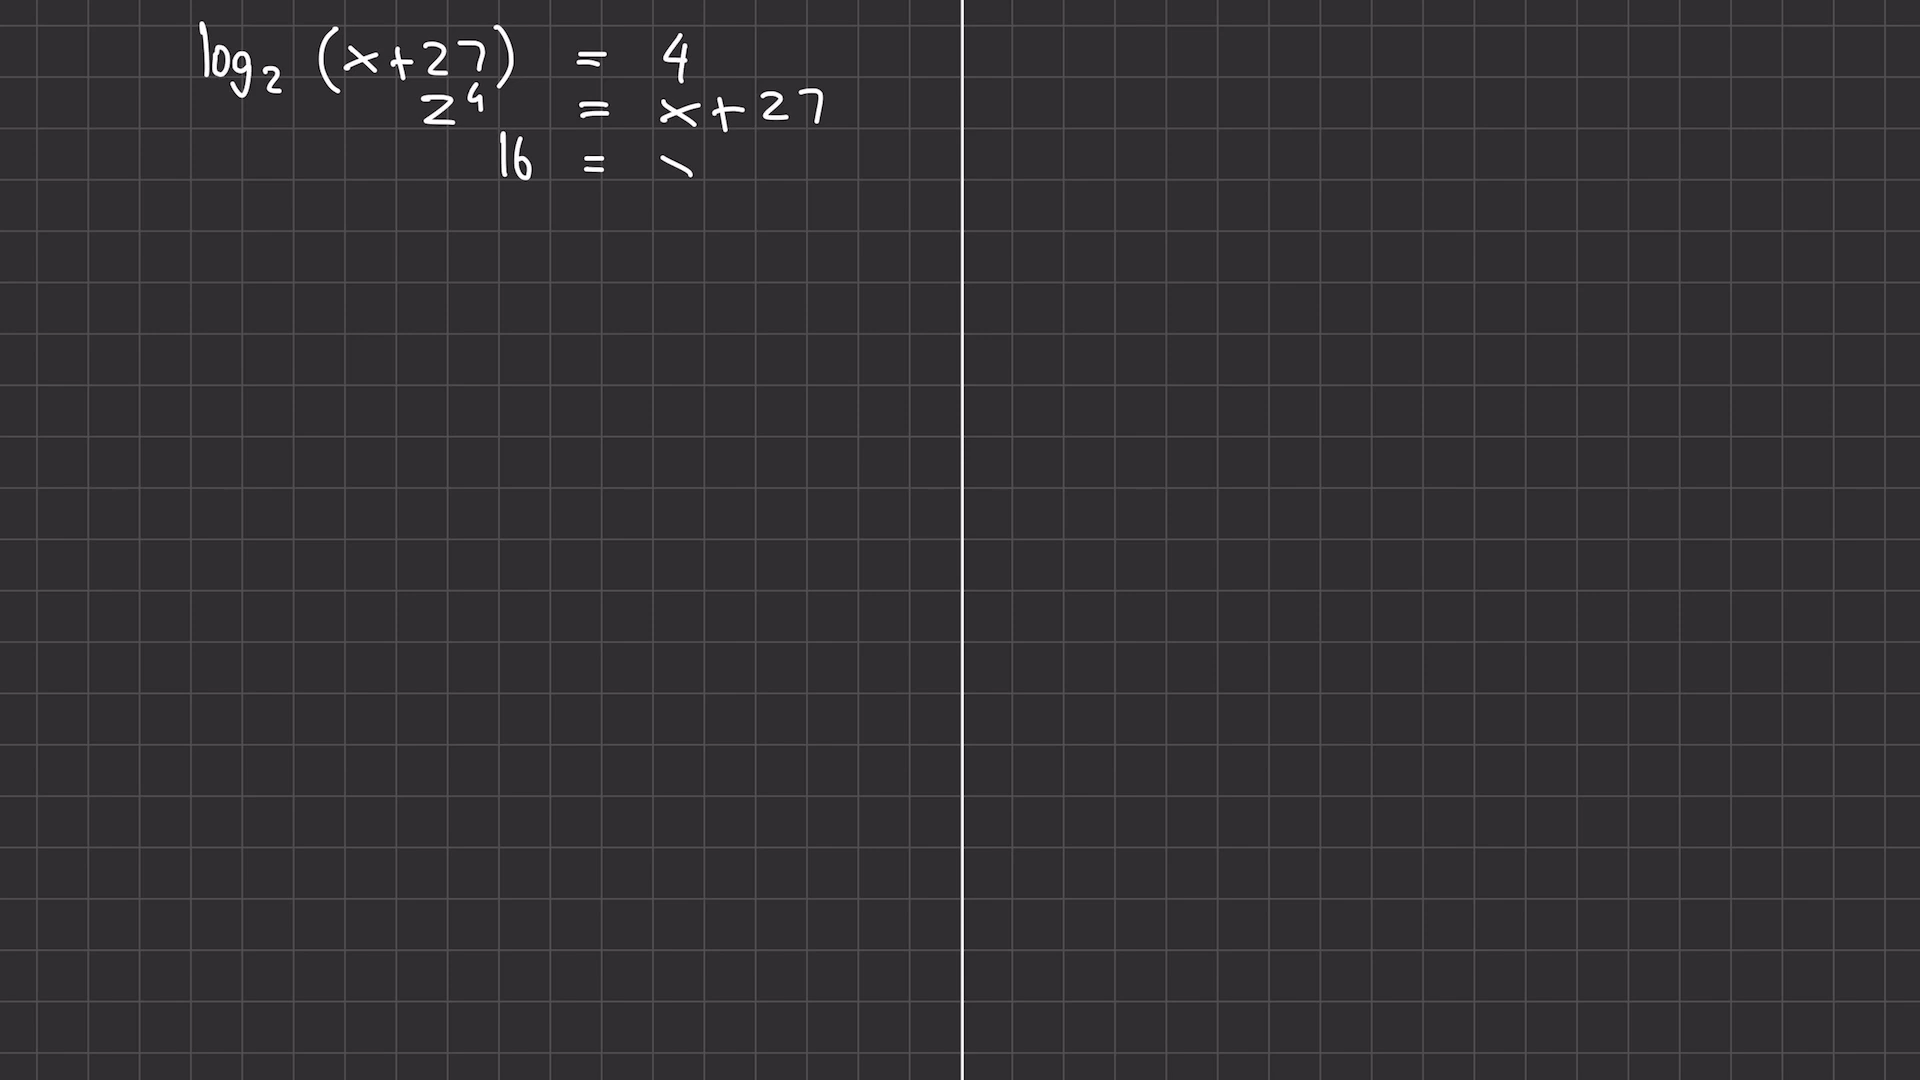 log₂ (x+27) = 4
2⁴ = x+27
16 =